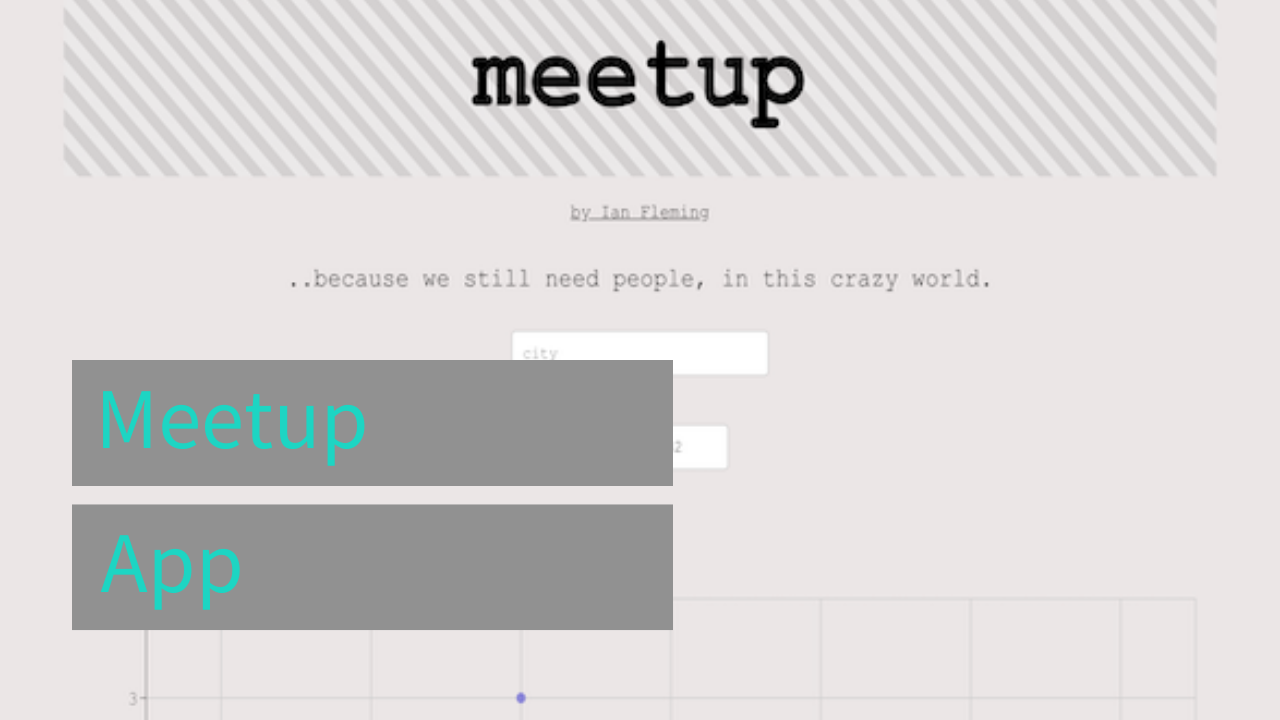 meetup
by Ian Fleming
..because we still need people, in this crazy world.
city
Meetup
2
App
3